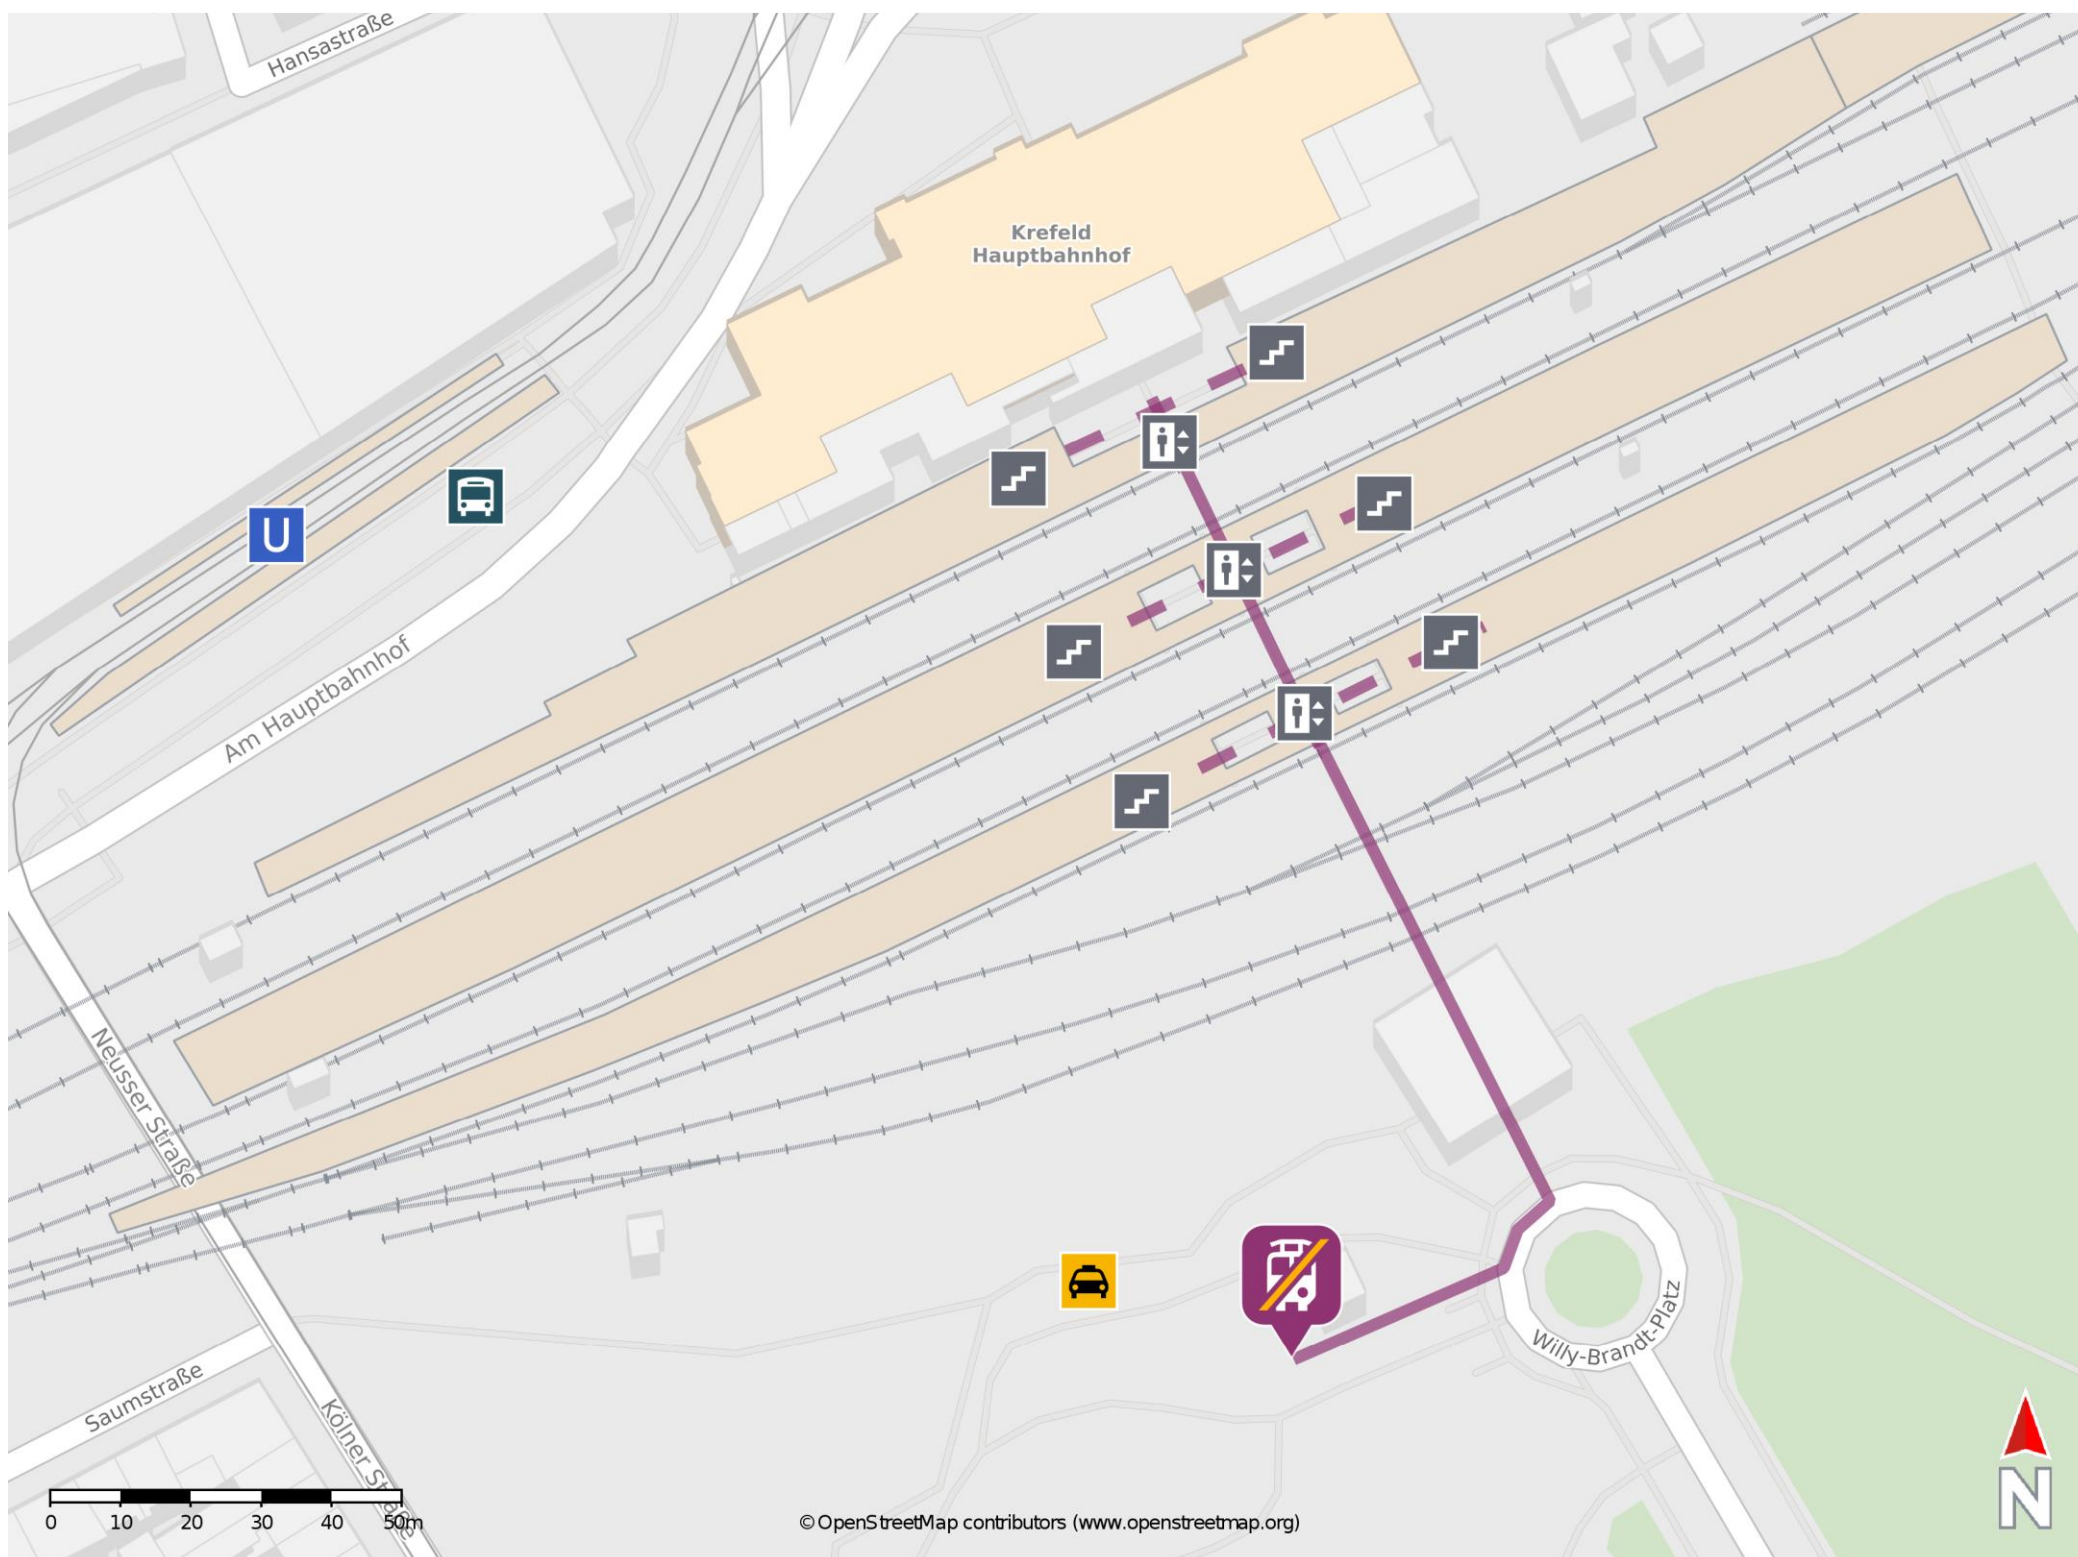 Hansastraße
Krefeld
Hauptbahnhof
U
Am Hauptbahnhof
Neusser Straße
Willy-Brandt-Platz
Saumstraße
Kölner Straße
0 10 20 30 40 50m
© OpenStreetMap contributors (www.openstreetmap.org)
N